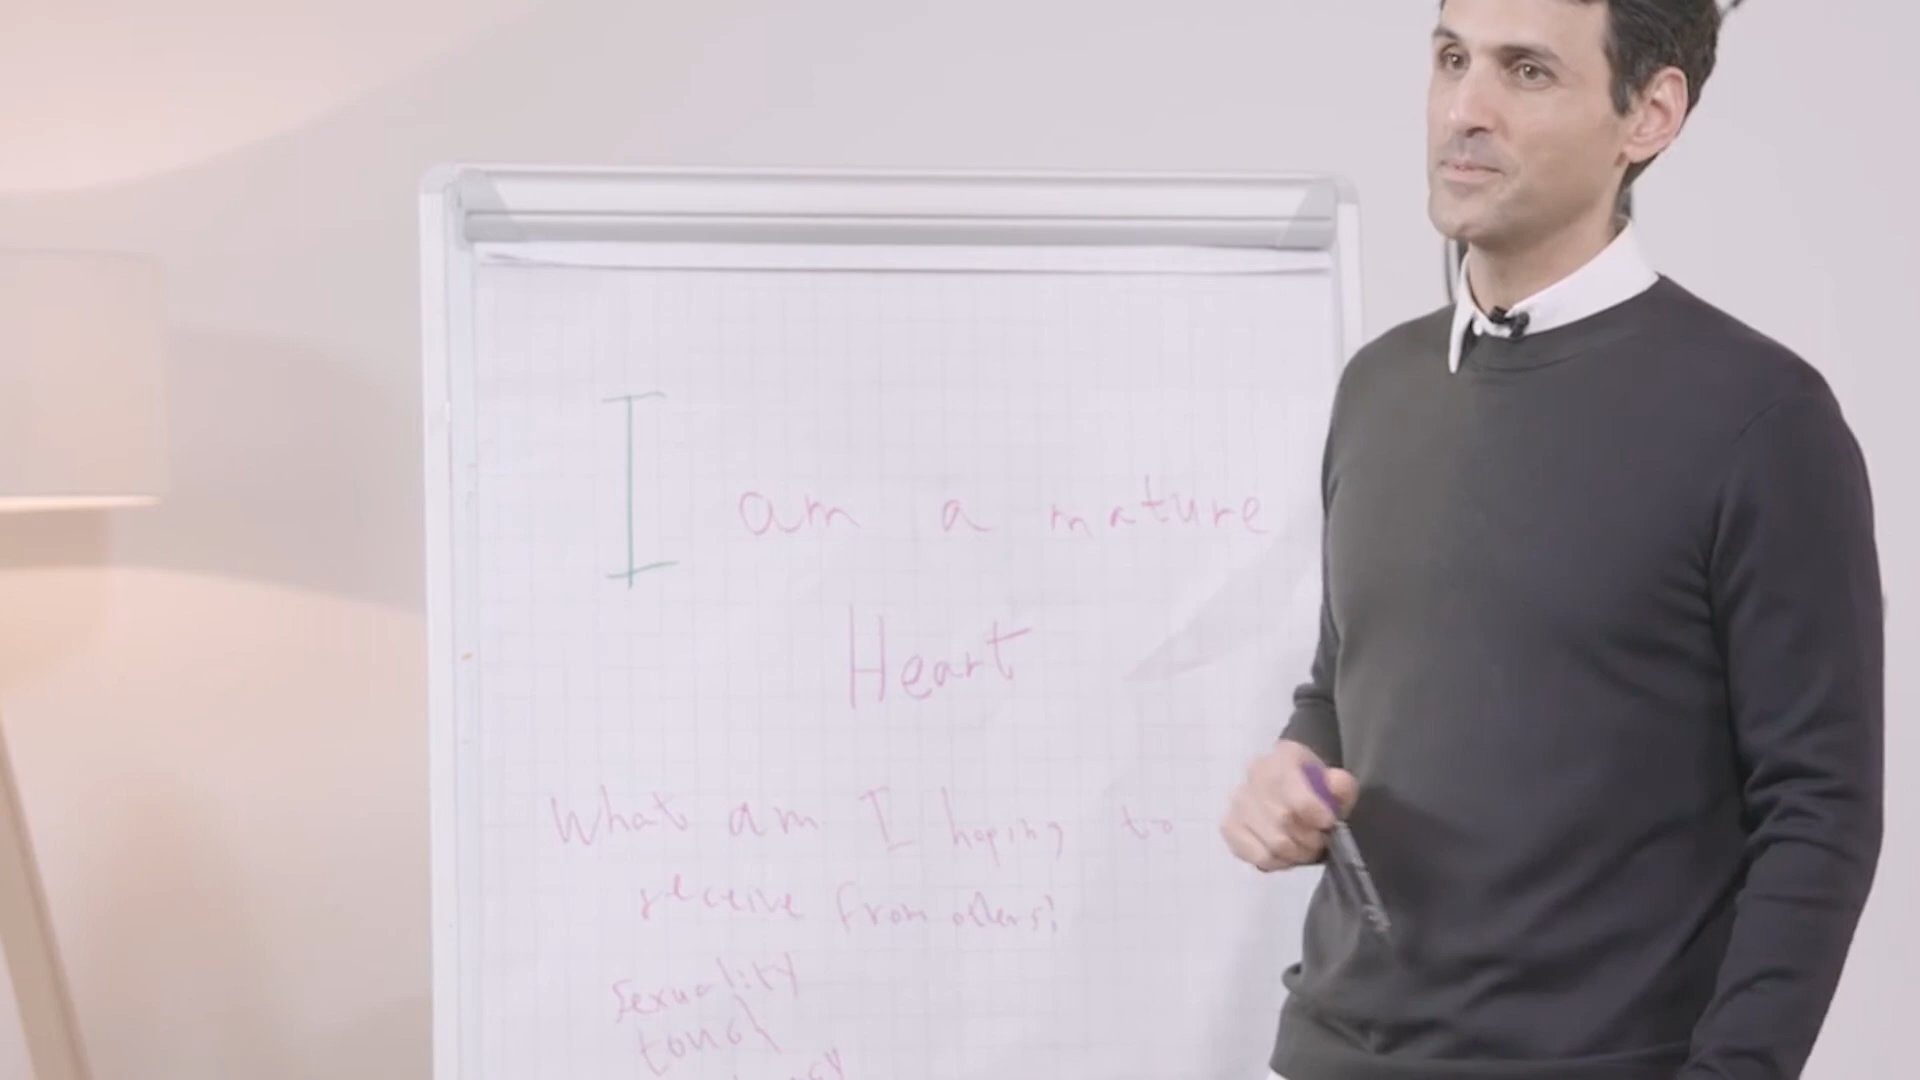 I am a mature
Heart
What am I hoping to
receive from others?
sexuality
touch